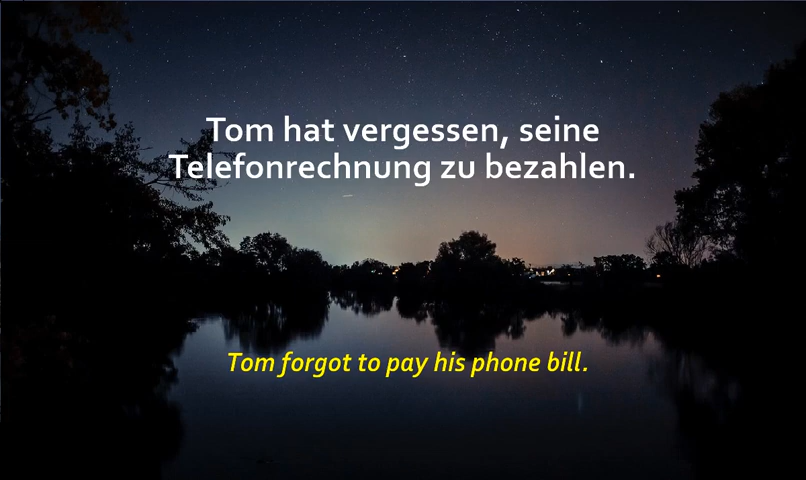 Tom hat vergessen, seine
Telefonrechnung zu bezahlen.
Tom forgot to pay his phone bill.